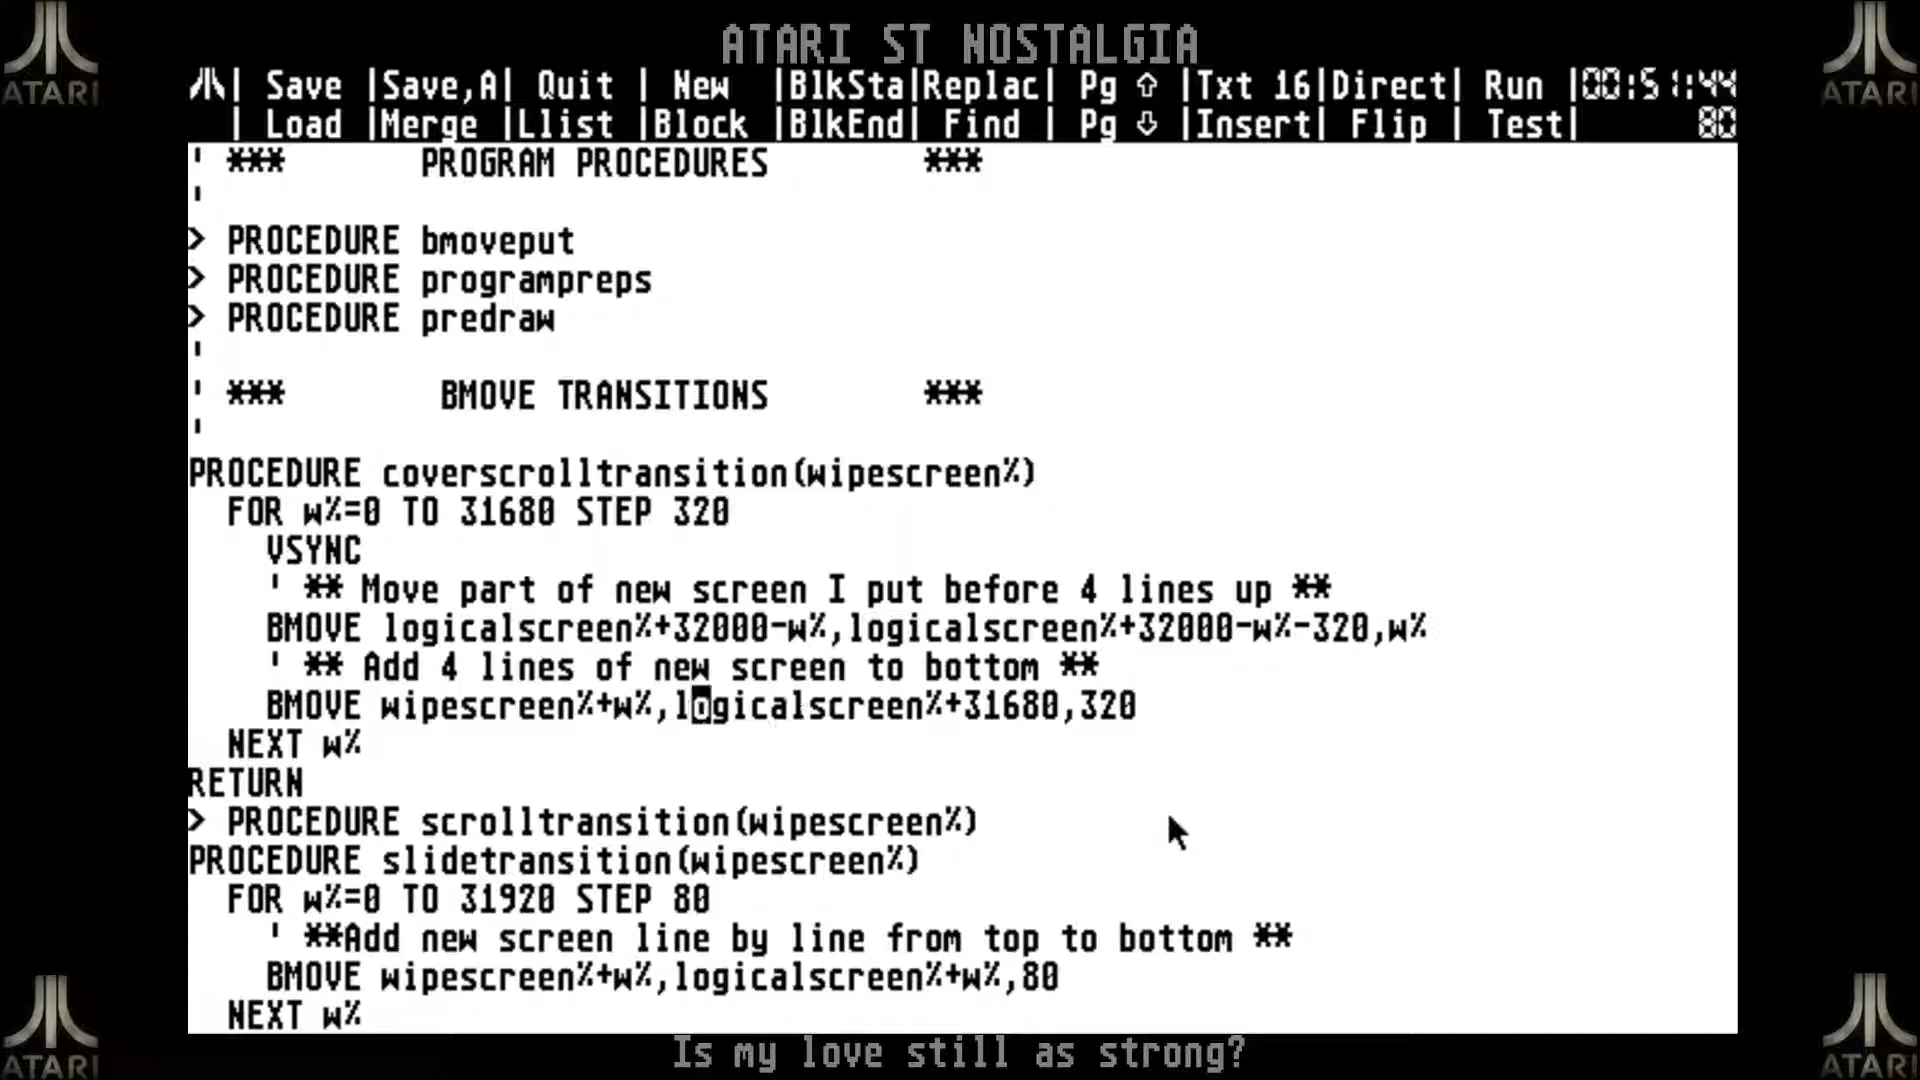 ATARI ST NOSTALGIA
| Save |Save,A| Quit | New |BlkSta|Replac| Pg ⇧ |Txt 16|Direct| Run |00:51:44
| Load |Merge |Llist |Block |BlkEnd| Find | Pg ⇩ |Insert| Flip | Test| 80
' *** PROGRAM PROCEDURES ***
'
> PROCEDURE bmoveput
> PROCEDURE programpreps
> PROCEDURE predraw
'
' *** BMOVE TRANSITIONS ***
'
PROCEDURE coverscrolltransition(wipescreen%)
FOR w%=0 TO 31680 STEP 320
VSYNC
' ** Move part of new screen I put before 4 lines up **
BMOVE logicalscreen%+32000-w%,logicalscreen%+32000-w%-320,w%
' ** Add 4 lines of new screen to bottom **
BMOVE wipescreen%+w%,logicalscreen%+31680,320
NEXT w%
RETURN
> PROCEDURE scrolltransition(wipescreen%)
PROCEDURE slidetransition(wipescreen%)
FOR w%=0 TO 31920 STEP 80
' **Add new screen line by line from top to bottom **
BMOVE wipescreen%+w%,logicalscreen%+w%,80
NEXT w%
Is my love still as strong?
ATARI
ATARI
ATARI
ATARI